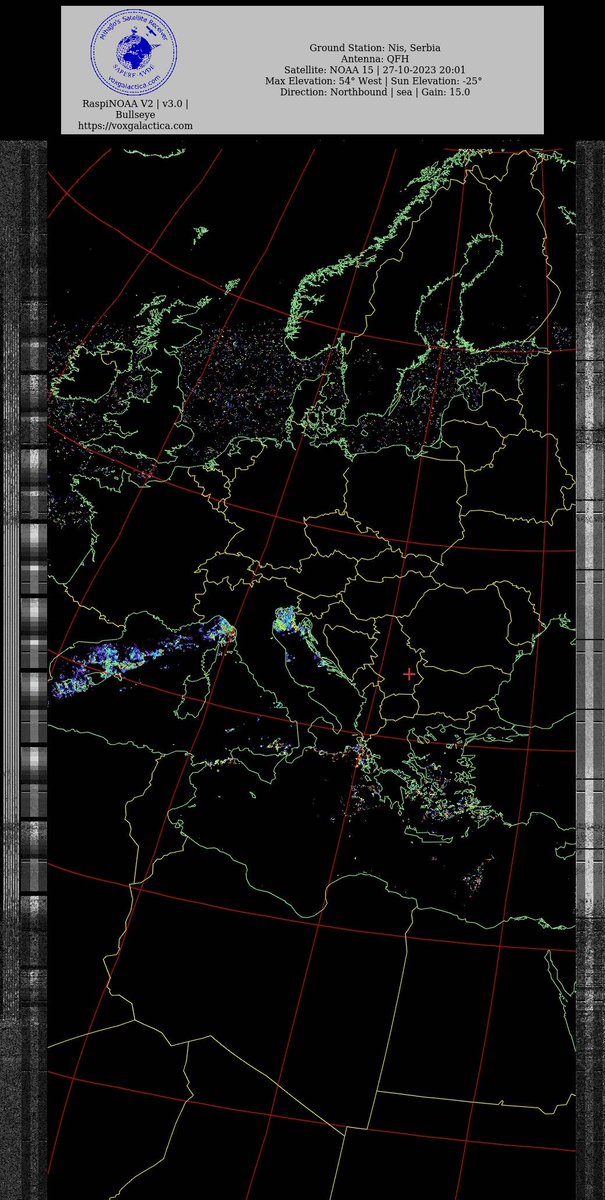 Mihajlo's Satellite Receiver
SAPERE AVDE
voxgalactica.com
RaspiNOAA V2 | v3.0 |
Bullseye
https://voxgalactica.com
Ground Station: Nis, Serbia
Antenna: QFH
Satellite: NOAA 15 | 27-10-2023 20:01
Max Elevation: 54° West | Sun Elevation: -25°
Direction: Northbound | sea | Gain: 15.0